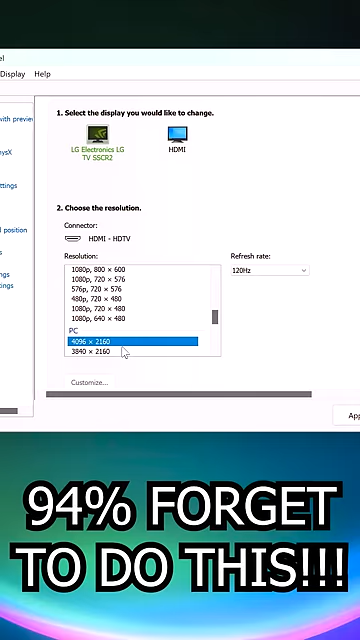 el
Display Help
with preview
1. Select the display you would like to change.
LG Electronics LG
TV SSCR2
HDMI
ysX
ttings
d position
s
ngs
tings
2. Choose the resolution.
Connector:
HDMI - HDTV
Resolution:
Refresh rate:
1080p, 800 × 600
120Hz
1080p, 720 × 576
576p, 720 × 576
480p, 720 × 480
1080p, 720 × 480
1080p, 640 × 480
PC
4096 × 2160
3840 × 2160
Customize...
App
94% FORGET
TO DO THIS!!!